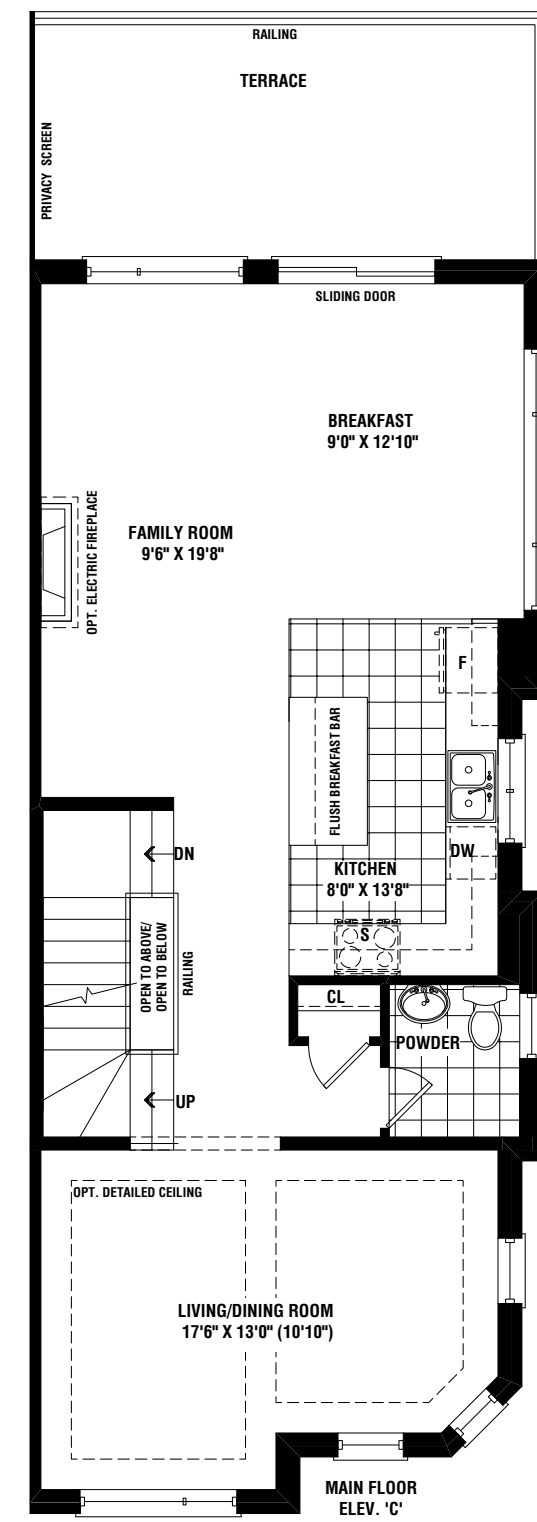 RAILING
TERRACE
PRIVACY SCREEN
SLIDING DOOR
BREAKFAST
9'0" X 12'10"
FAMILY ROOM
9'6" X 19'8"
OPT. ELECTRIC FIREPLACE
F
FLUSH BREAKFAST BAR
DW
KITCHEN
8'0" X 13'8"
S
DN
OPEN TO ABOVE/
OPEN TO BELOW
RAILING
CL
POWDER
UP
OPT. DETAILED CEILING
LIVING/DINING ROOM
17'6" X 13'0" (10'10")
MAIN FLOOR
ELEV. 'C'